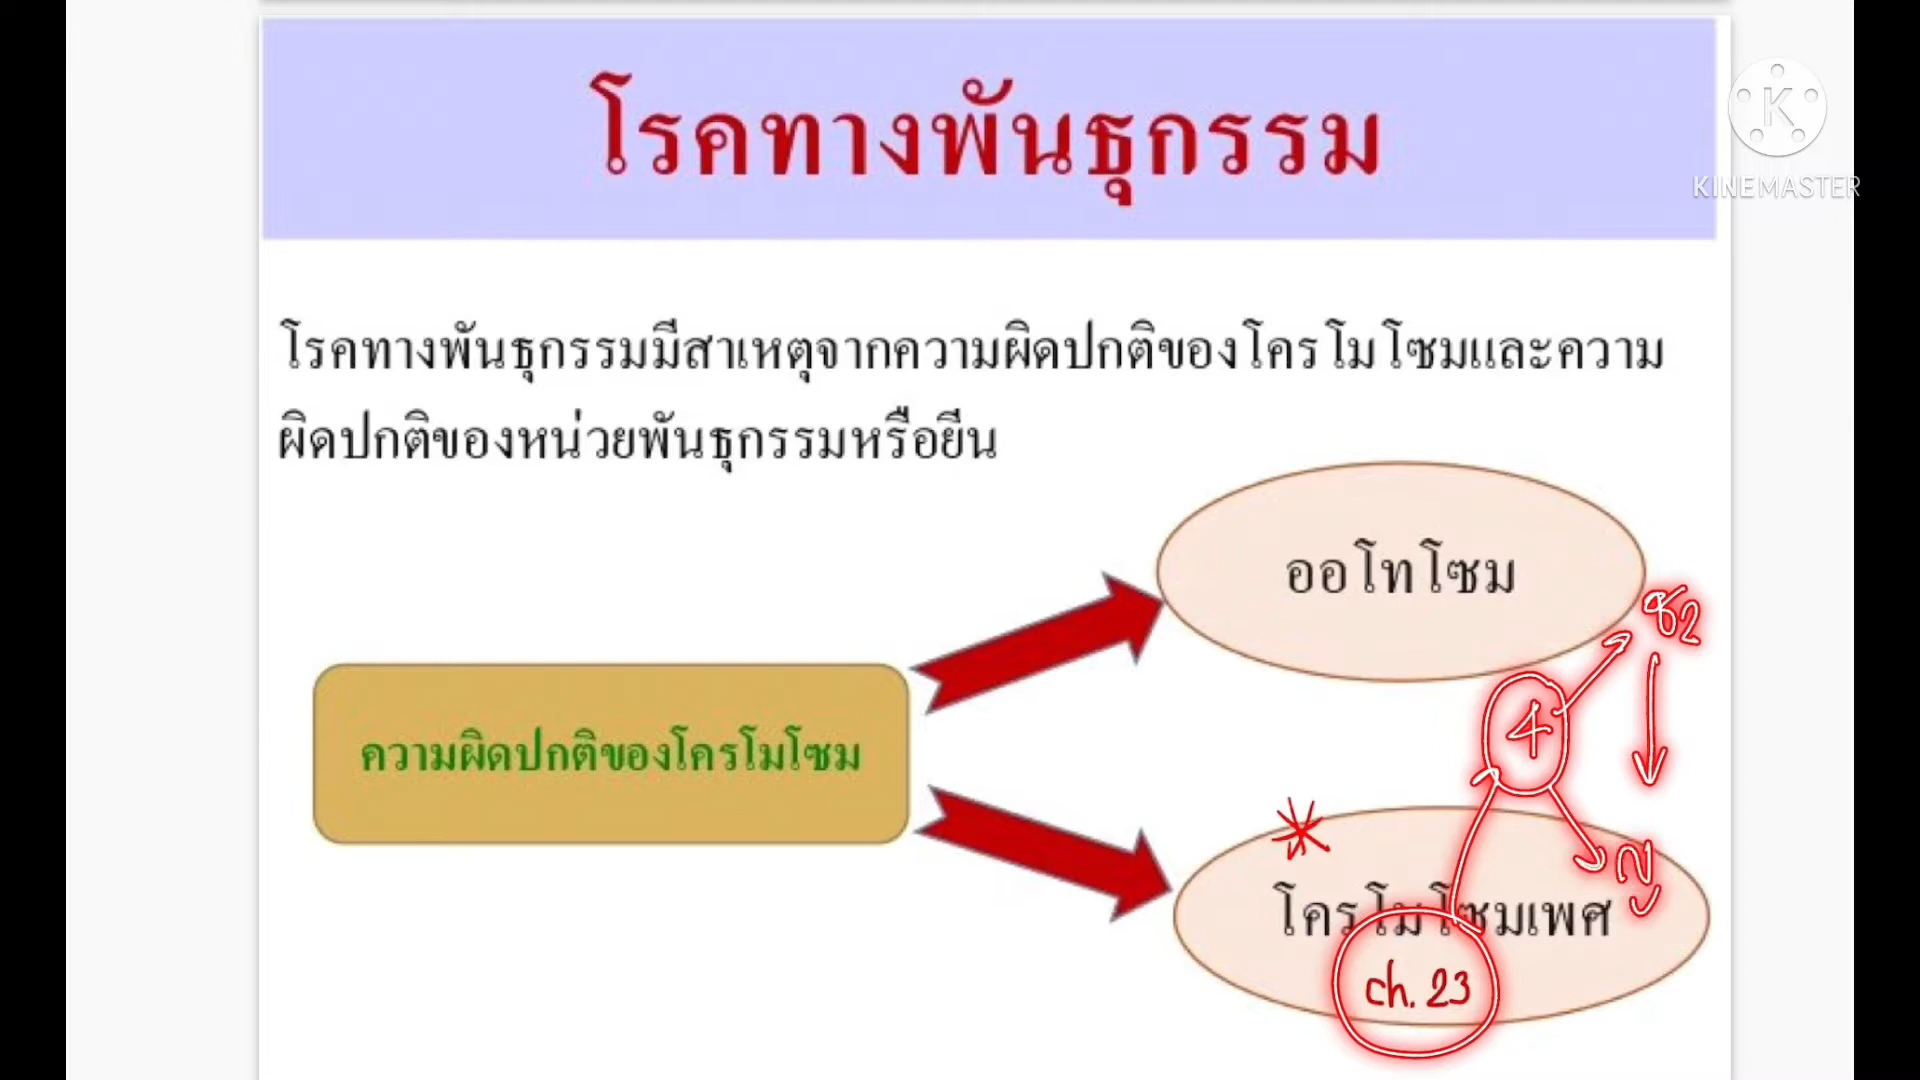 โรคทางพันธุกรรม
KINEMASTER
โรคทางพันธุกรรมมีสาเหตุจากความผิดปกติของโครโมโซมและความ
ผิดปกติของหน่วยพันธุกรรมหรือยีน
ออโทโซม
4
ความผิดปกติของโครโมโซม
ญ
โครโมโซมเพศ
ch. 23